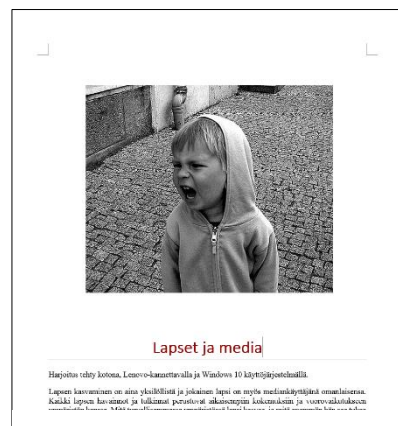 Lapset ja media
Harjoitus tehty kotona, Lenovo-kannettavalla ja Windows 10 käyttöjärjestelmällä.
Lapsen kasvaminen on aina yksilöllistä ja jokainen lapsi on myös mediankäyttäjänä omanlaisensa.
Kaikki lapsen havainnot ja tulkinnat perustuvat aikaisempiin kokemuksiin ja vuorovaikutukseen